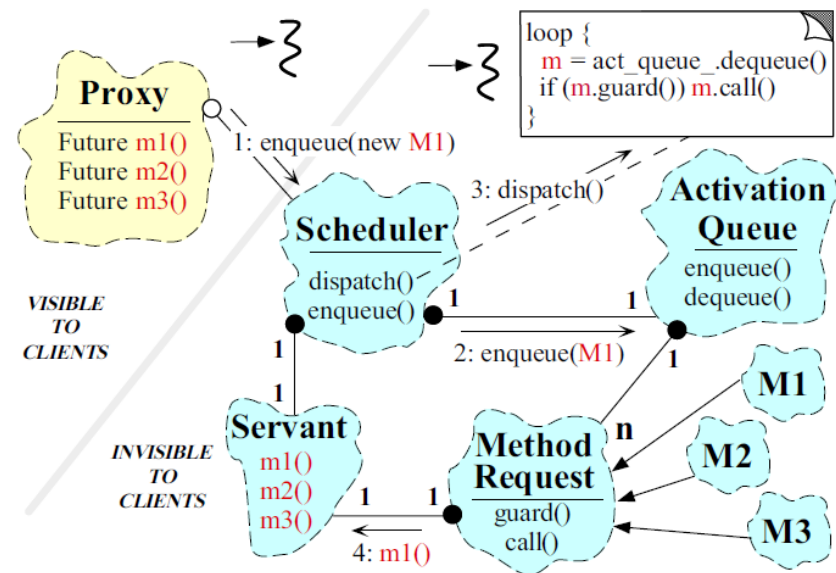 loop {
m = act_queue_.dequeue()
if (m.guard()) m.call()
}
Proxy
Future m1()
Future m2()
Future m3()
1: enqueue(new M1)
3: dispatch()
Scheduler
dispatch()
enqueue()
Activation
Queue
enqueue()
dequeue()
VISIBLE
TO
CLIENTS
1
1
2: enqueue(M1)
1
1
1
n
INVISIBLE
TO
CLIENTS
Servant
m1()
m2()
m3()
1
1
4: m1()
Method
Request
guard()
call()
M1
M2
M3